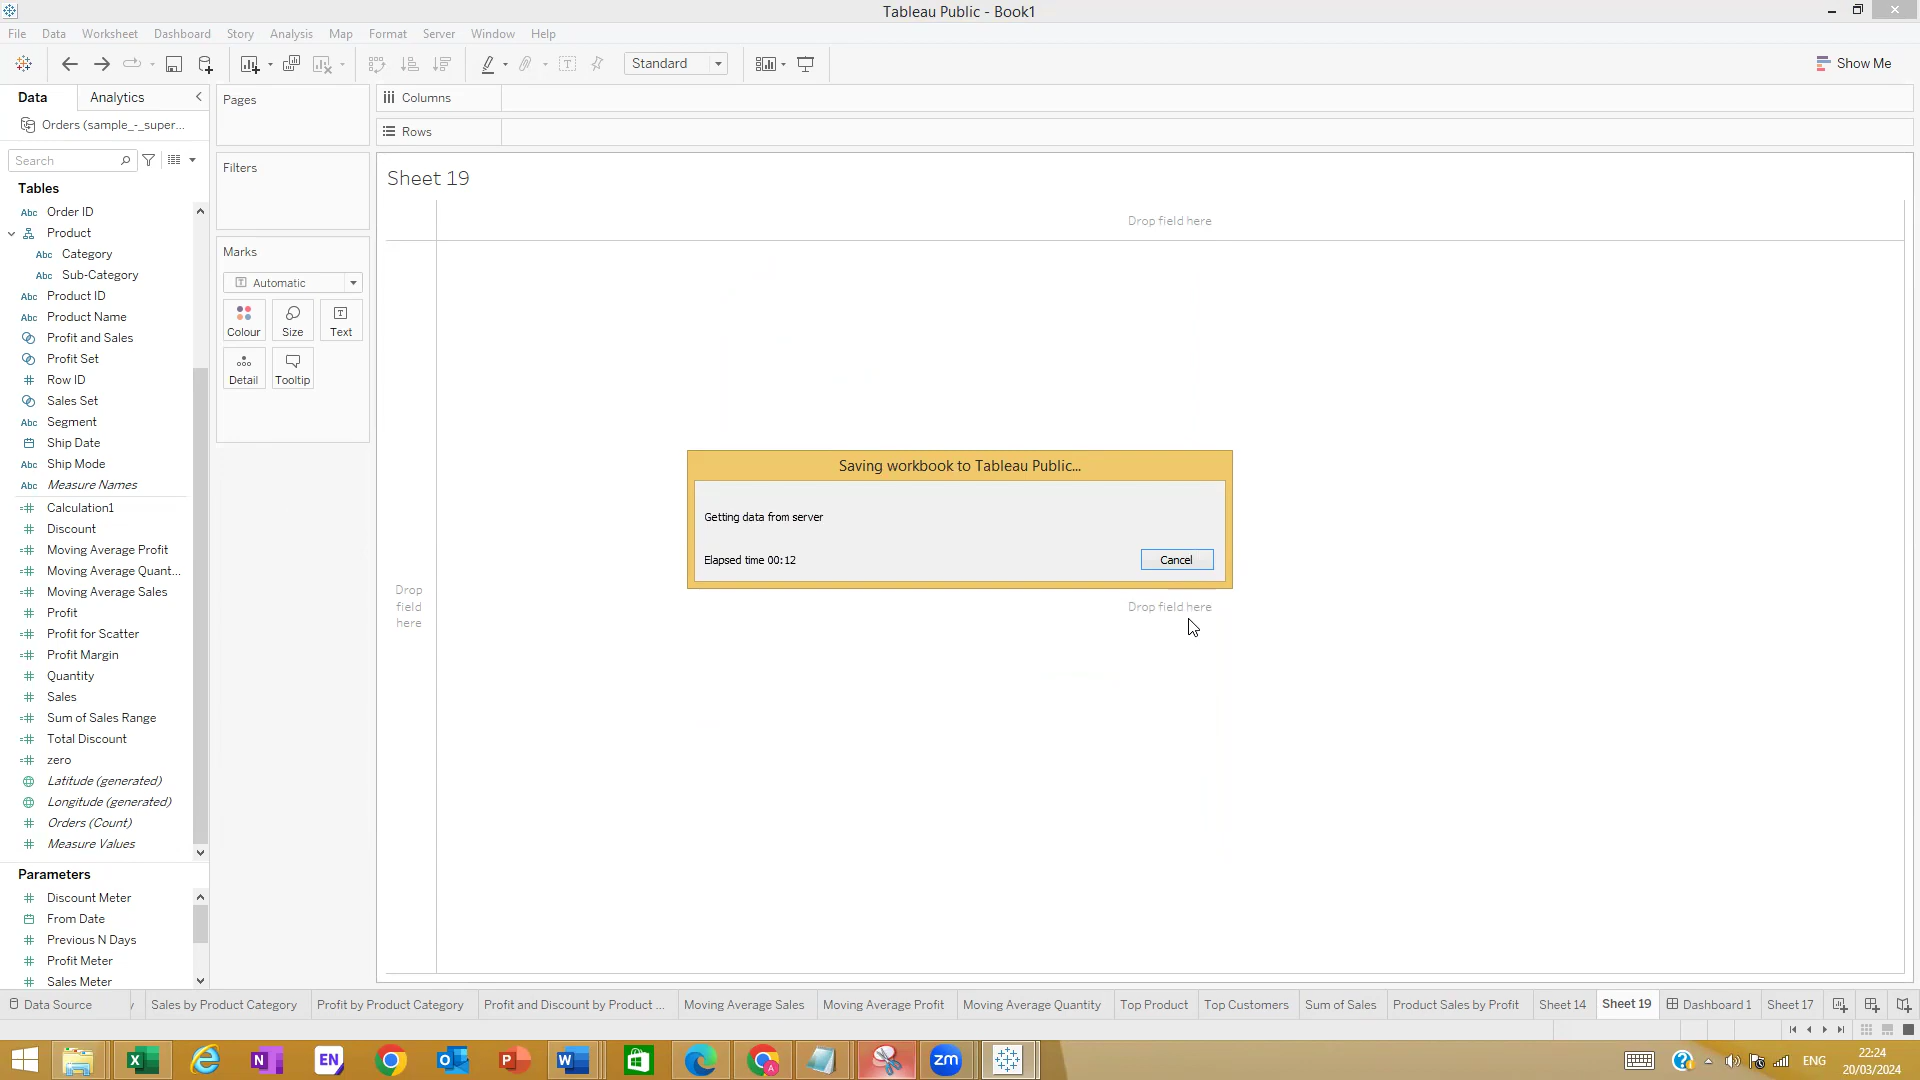 Tableau Public - Book1
File Data Worksheet Dashboard Story Analysis Map Format Server Window Help
Standard
Show Me
Data Analytics
Pages
Columns
Orders (sample_-_super...
Rows
Search
Filters
Tables
Sheet 19
Order ID
Drop field here
Product
Marks
Abc Category
Abc Sub-Category
Automatic
Abc Product ID
Abc Product Name
Colour Size Text
Profit and Sales
Profit Set
Row ID
Detail Tooltip
Sales Set
Abc Segment
Ship Date
Abc Ship Mode
Abc Measure Names
Saving workbook to Tableau Public...
Calculation1
Getting data from server
Discount
Moving Average Profit
Elapsed time 00:12
Cancel
Moving Average Quant...
Moving Average Sales
Drop field here
Drop field here
Profit
Profit for Scatter
Profit Margin
Quantity
Sales
Sum of Sales Range
Total Discount
zero
Latitude (generated)
Longitude (generated)
Orders (Count)
Measure Values
Parameters
Discount Meter
From Date
Previous N Days
Profit Meter
Sales Meter
Data Source Sales by Product Category Profit by Product Category Profit and Discount by Product ... Moving Average Sales Moving Average Profit Moving Average Quantity Top Product Top Customers Sum of Sales Product Sales by Profit Sheet 14 Sheet 19 Dashboard 1 Sheet 17
EN
zm
ENG
22:24
20/03/2024